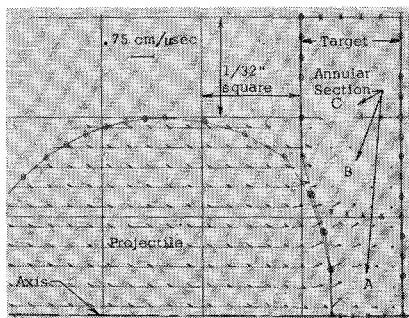 .75 cm/µsec
Target
1/32"
square
Annular
Section
C
B
Projectile
Axis
A